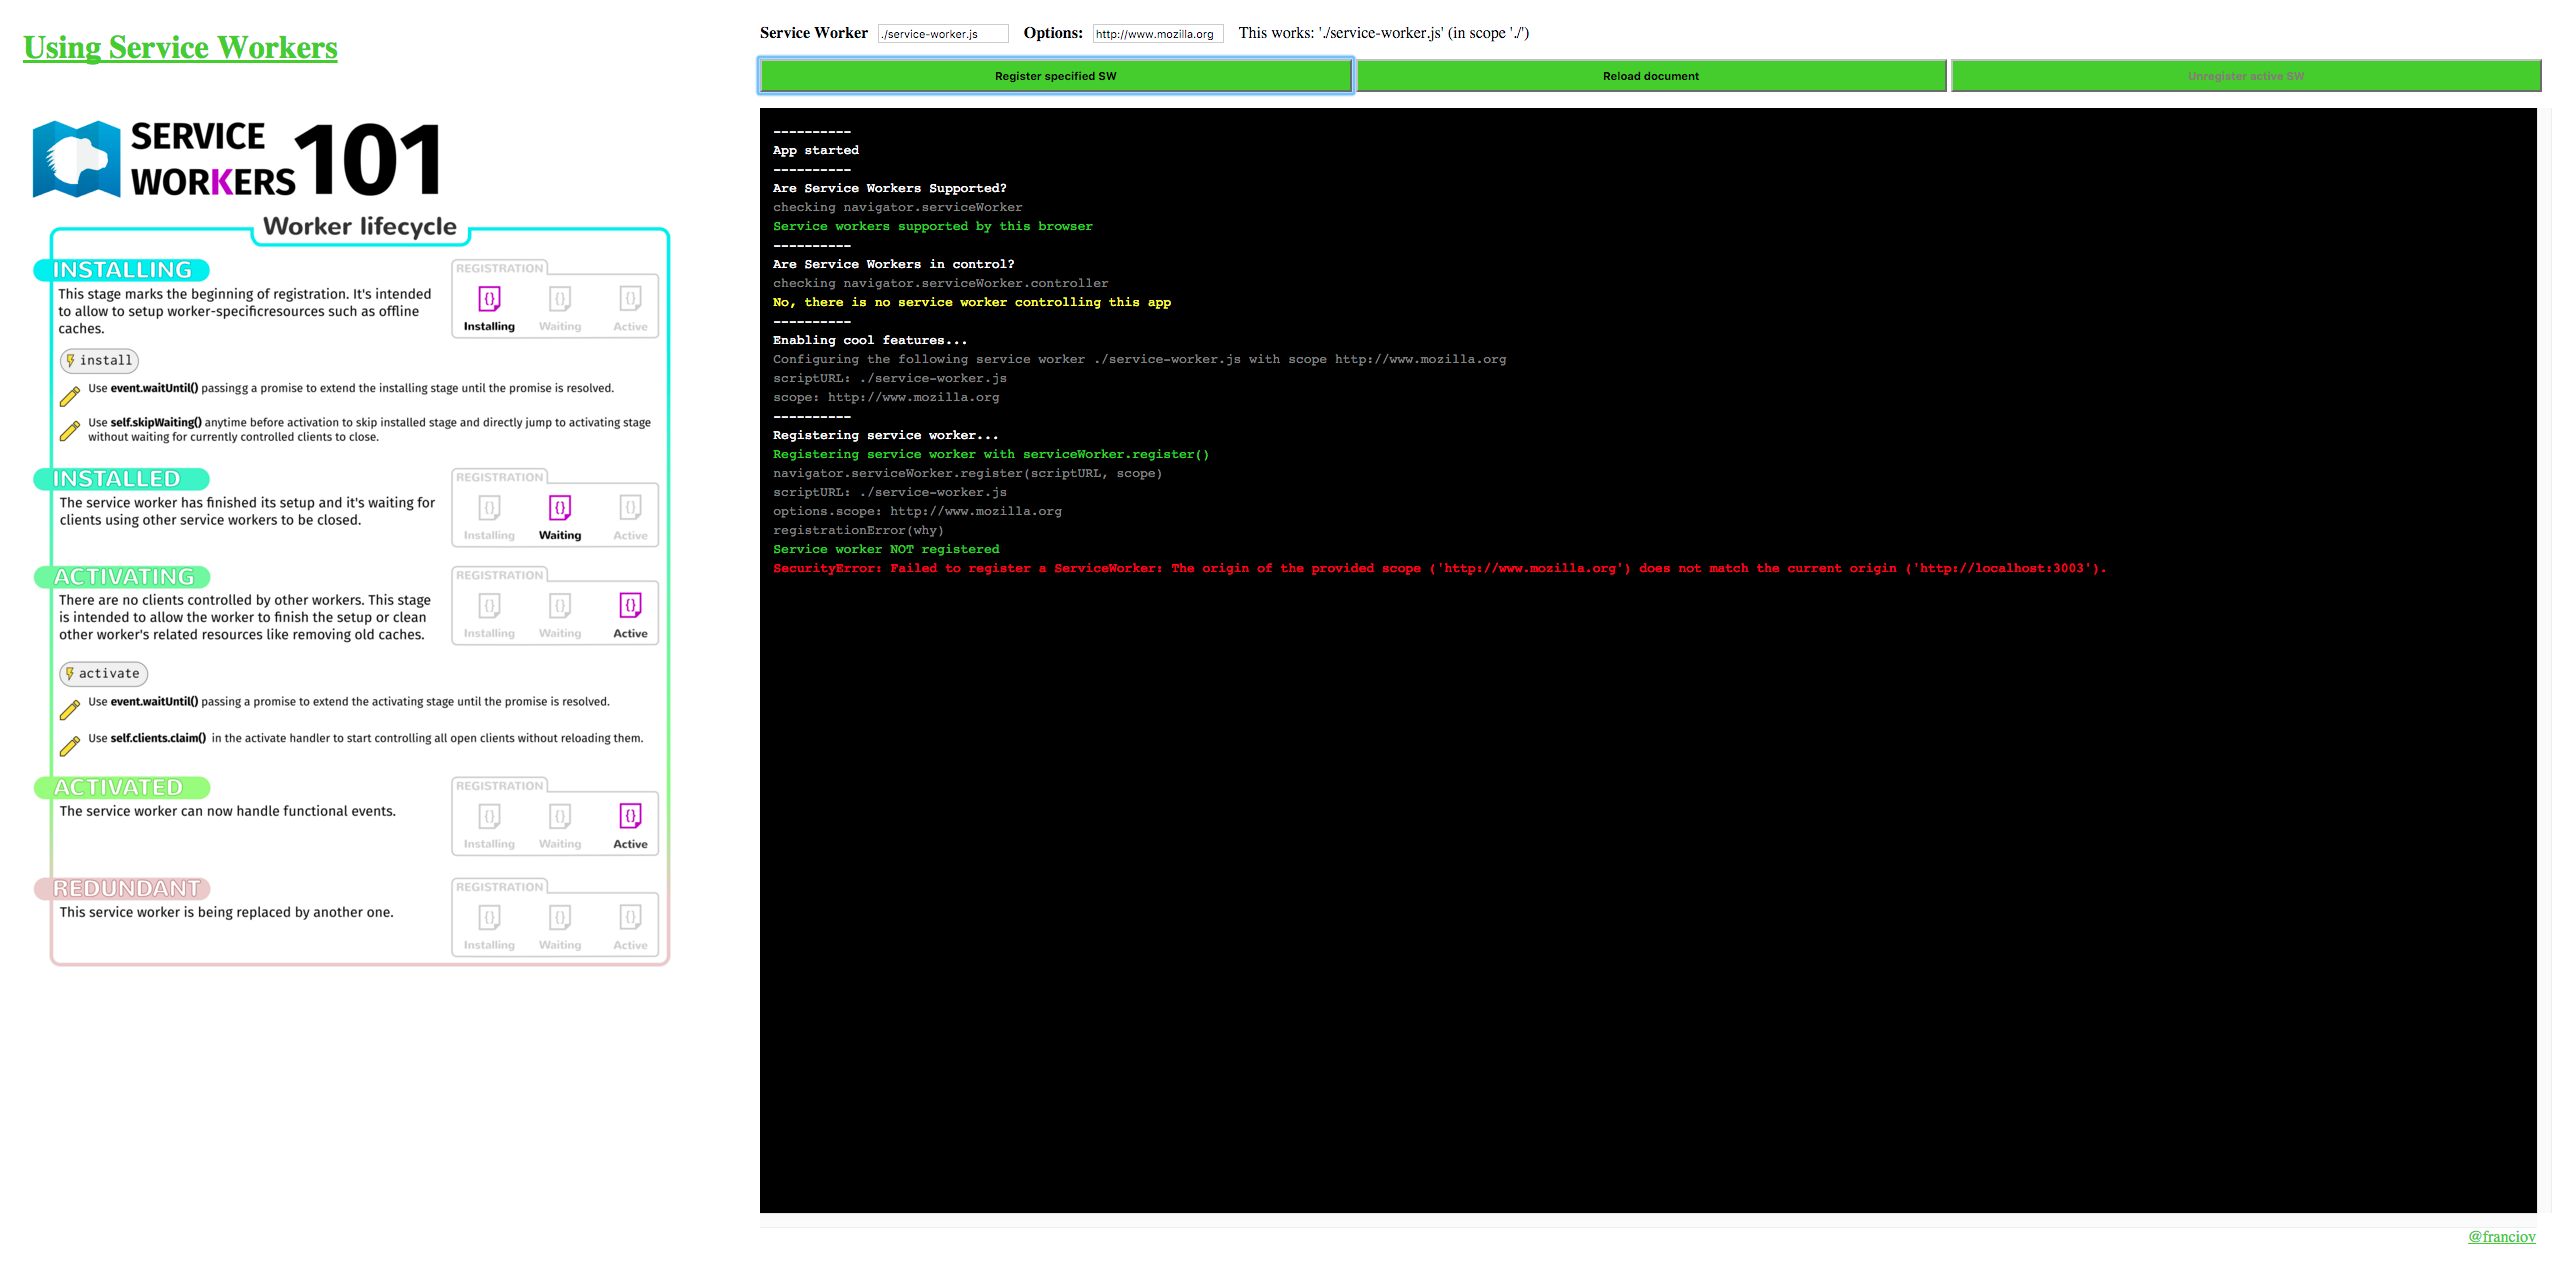 Using Service Workers
SERVICE
WORKERS 101
Worker lifecycle
INSTALLING
This stage marks the beginning of registration. It's intended
to allow to setup worker-specificresources such as offline
caches.
REGISTRATION
{} {} {}
Installing Waiting Active
install
Use event.waitUntil() passingg a promise to extend the installing stage until the promise is resolved.
Use self.skipWaiting() anytime before activation to skip installed stage and directly jump to activating stage
without waiting for currently controlled clients to close.
INSTALLED
The service worker has finished its setup and it's waiting for
clients using other service workers to be closed.
REGISTRATION
{} {} {}
Installing Waiting Active
ACTIVATING
There are no clients controlled by other workers. This stage
is intended to allow the worker to finish the setup or clean
other worker's related resources like removing old caches.
REGISTRATION
{} {} {}
Installing Waiting Active
activate
Use event.waitUntil() passing a promise to extend the activating stage until the promise is resolved.
Use self.clients.claim() in the activate handler to start controlling all open clients without reloading them.
ACTIVATED
The service worker can now handle functional events.
REGISTRATION
{} {} {}
Installing Waiting Active
REDUNDANT
This service worker is being replaced by another one.
REGISTRATION
{} {} {}
Installing Waiting Active
Service Worker ./service-worker.js Options: http://www.mozilla.org This works: './service-worker.js' (in scope './')
Register specified SW Reload document Unregister active SW
----------
App started
----------
Are Service Workers Supported?
checking navigator.serviceWorker
Service workers supported by this browser
----------
Are Service Workers in control?
checking navigator.serviceWorker.controller
No, there is no service worker controlling this app
----------
Enabling cool features...
Configuring the following service worker ./service-worker.js with scope http://www.mozilla.org
scriptURL: ./service-worker.js
scope: http://www.mozilla.org
----------
Registering service worker...
Registering service worker with serviceWorker.register()
navigator.serviceWorker.register(scriptURL, scope)
scriptURL: ./service-worker.js
options.scope: http://www.mozilla.org
registrationError(why)
Service worker NOT registered
SecurityError: Failed to register a ServiceWorker: The origin of the provided scope ('http://www.mozilla.org') does not match the current origin ('http://localhost:3003').
@franciov